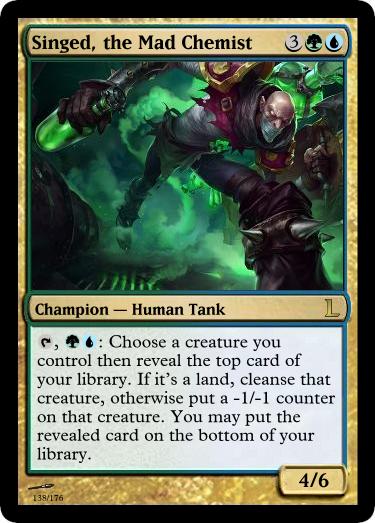 Singed, the Mad Chemist 3
L
Champion — Human Tank
, : Choose a creature you
control then reveal the top card of
your library. If it's a land, cleanse that
creature, otherwise put a -1/-1 counter
on that creature. You may put the
revealed card on the bottom of your
library.
4/6
138/176